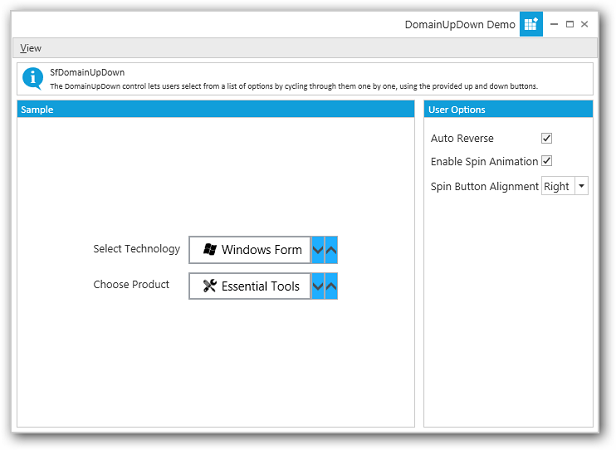 DomainUpDown Demo
View
SfDomainUpDown
The DomainUpDown control lets users select from a list of options by cycling through them one by one, using the provided up and down buttons.
Sample
Select Technology Windows Form
Choose Product Essential Tools
User Options
Auto Reverse
Enable Spin Animation
Spin Button Alignment Right